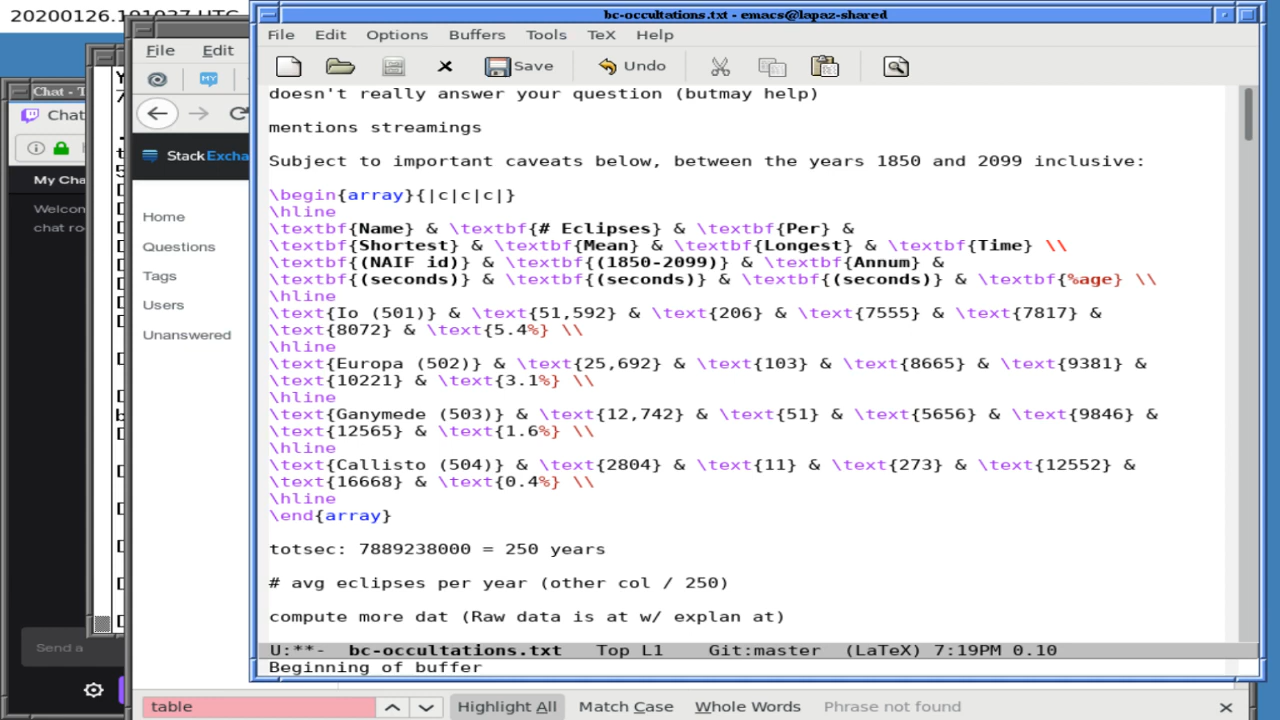 20200126.191937 UTC
bc-occultations.txt - emacs@lapaz-shared
File Edit Options Buffers Tools TeX Help
Save Undo
doesn't really answer your question (butmay help)
mentions streamings
Subject to important caveats below, between the years 1850 and 2099 inclusive:
\begin{array}{|c|c|c|}
\hline
\textbf{Name} & \textbf{# Eclipses} & \textbf{Per} &
\textbf{Shortest} & \textbf{Mean} & \textbf{Longest} & \textbf{Time} \\
\textbf{(NAIF id)} & \textbf{(1850-2099)} & \textbf{Annum} &
\textbf{(seconds)} & \textbf{(seconds)} & \textbf{(seconds)} & \textbf{%age} \\
\hline
\text{Io (501)} & \text{51,592} & \text{206} & \text{7555} & \text{7817} &
\text{8072} & \text{5.4%} \\
\hline
\text{Europa (502)} & \text{25,692} & \text{103} & \text{8665} & \text{9381} &
\text{10221} & \text{3.1%} \\
\hline
\text{Ganymede (503)} & \text{12,742} & \text{51} & \text{5656} & \text{9846} &
\text{12565} & \text{1.6%} \\
\hline
\text{Callisto (504)} & \text{2804} & \text{11} & \text{273} & \text{12552} &
\text{16668} & \text{0.4%} \\
\hline
\end{array}
totsec: 7889238000 = 250 years
# avg eclipses per year (other col / 250)
compute more dat (Raw data is at w/ explan at)
U:**- bc-occultations.txt Top L1 Git:master (LaTeX) 7:19PM 0.10
Beginning of buffer
File Edit
MY
StackExcha
Home
Questions
Tags
Users
Unanswered
Chat - T
Chat
My Cha
Welcon
chat ro
Send a
table Highlight All Match Case Whole Words Phrase not found